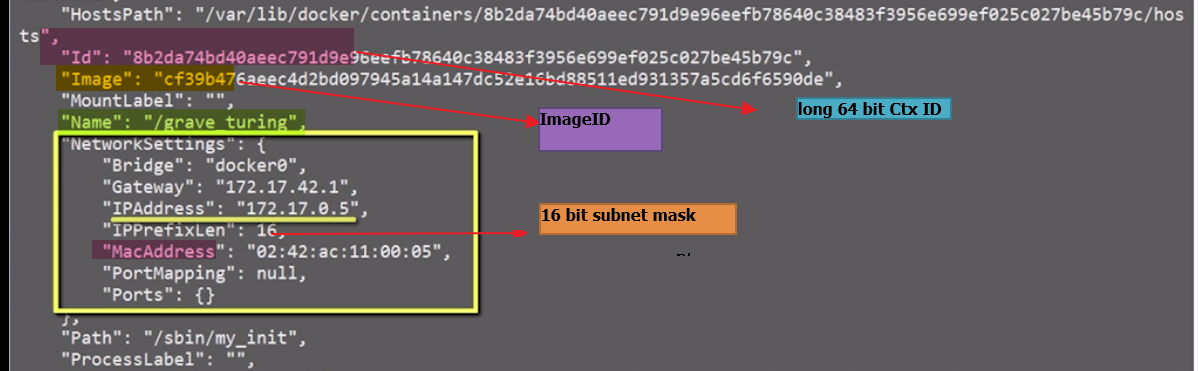 "HostsPath": "/var/lib/docker/containers/8b2da74bd40aeec791d9e96eefb78640c38483f3956e699ef025c027be45b79c/hos
ts",
"Id": "8b2da74bd40aeec791d9e96eefb78640c38483f3956e699ef025c027be45b79c",
"Image": "cf39b476aeec4d2bd097945a14a147dc52e16bd88511ed931357a5cd6f6590de",
"MountLabel": "",
long 64 bit Ctx ID
"Name": "/grave_turing",
ImageID
"NetworkSettings": {
"Bridge": "docker0",
"Gateway": "172.17.42.1",
"IPAddress": "172.17.0.5",
16 bit subnet mask
"IPPrefixLen": 16,
"MacAddress": "02:42:ac:11:00:05",
"PortMapping": null,
"Ports": {}
},
"Path": "/sbin/my_init",
"ProcessLabel": "",